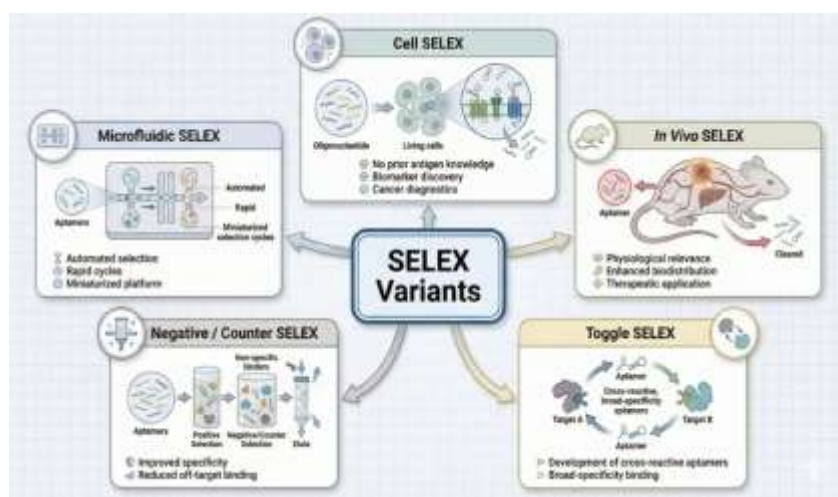 Cell SELEX
Oligonucleotide
Living cells
No prior antigen knowledge
Biomarker discovery
Cancer diagnostics
Microfluidic SELEX
Aptamers
Automated
Rapid
Miniaturized
selection cycles
Automated selection
Rapid cycles
Miniaturized platform
In Vivo SELEX
Aptamer
Cleared
Physiological relevance
Enhanced biodistribution
Therapeutic application
SELEX
Variants
Negative / Counter SELEX
Non-specific
binders
Aptamers
Positive
Selection
Negative/Counter
Selection
Elute
Improved specificity
Reduced off-target binding
Toggle SELEX
Aptamer
Cross-reactive,
broad-specificity
aptamers
Target A
Target B
Aptamer
Development of cross-reactive aptamers
Broad-specificity binding